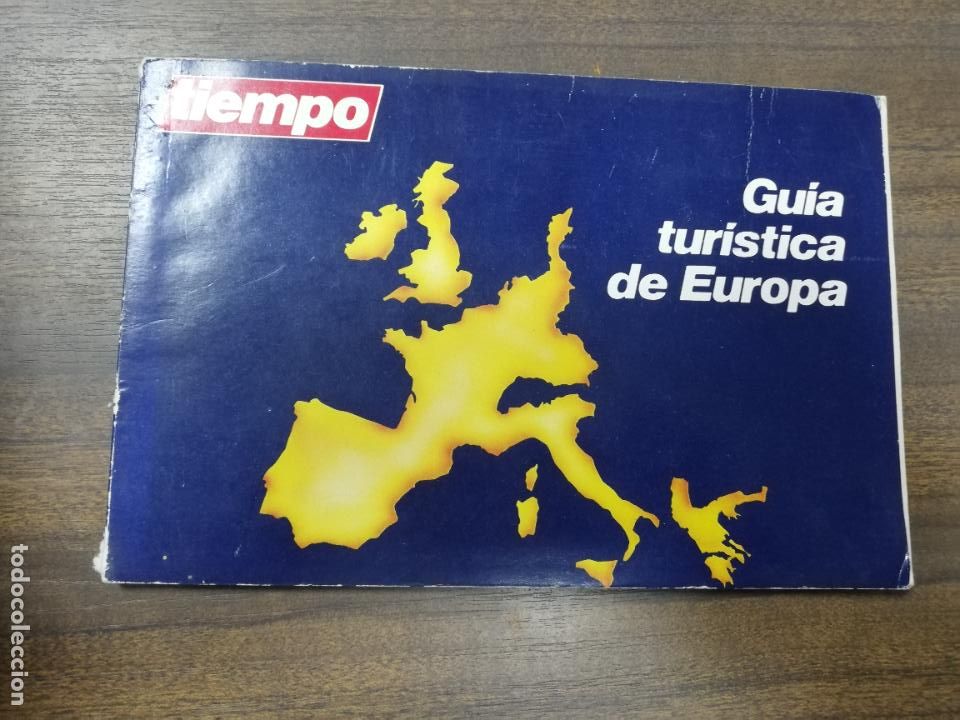 tiempo
Guía
turística
de Europa
todocoleccion